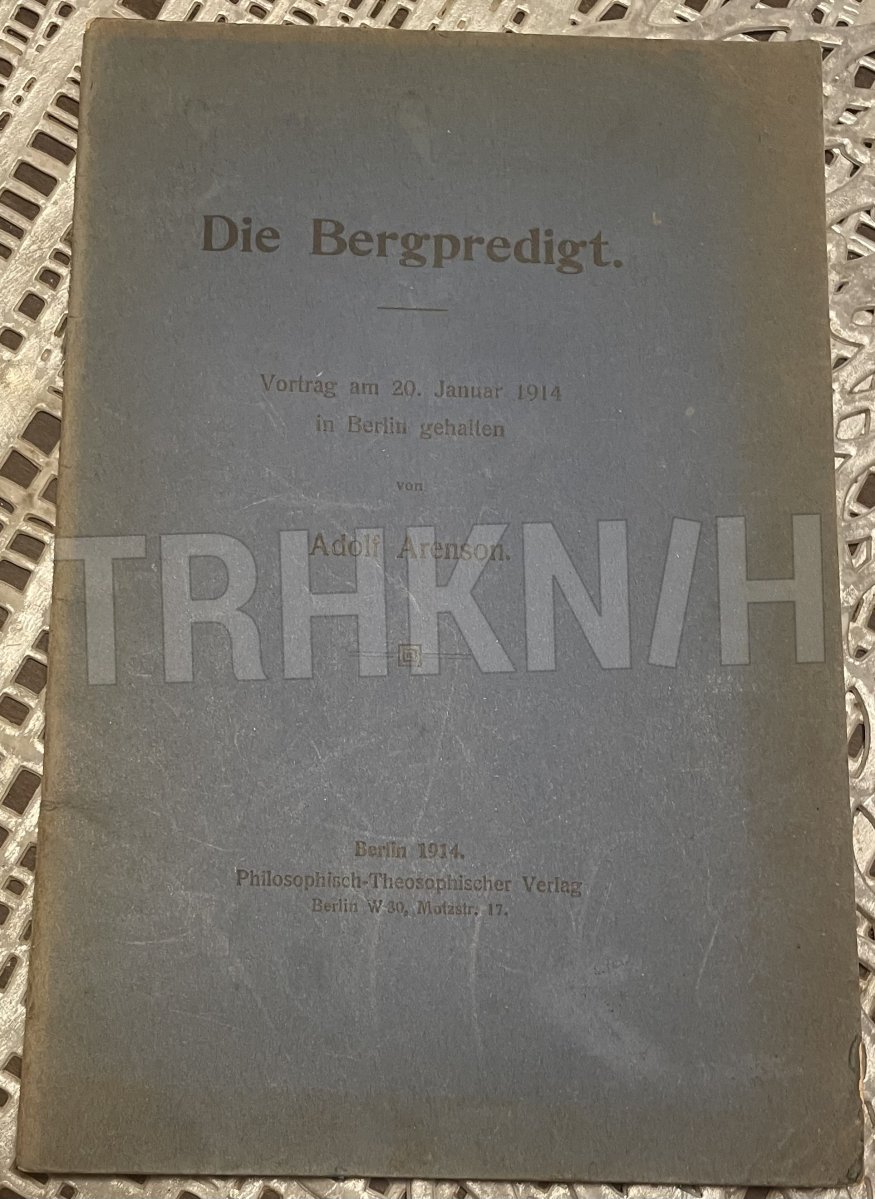 Die Bergpredigt.
Vortrag am 20. Januar 1914
in Berlin gehalten
von
Adolf Arenson.
TRHKN/H
Berlin 1914.
Philosophisch-Theosophischer Verlag
Berlin W 30, Motzstr. 17.